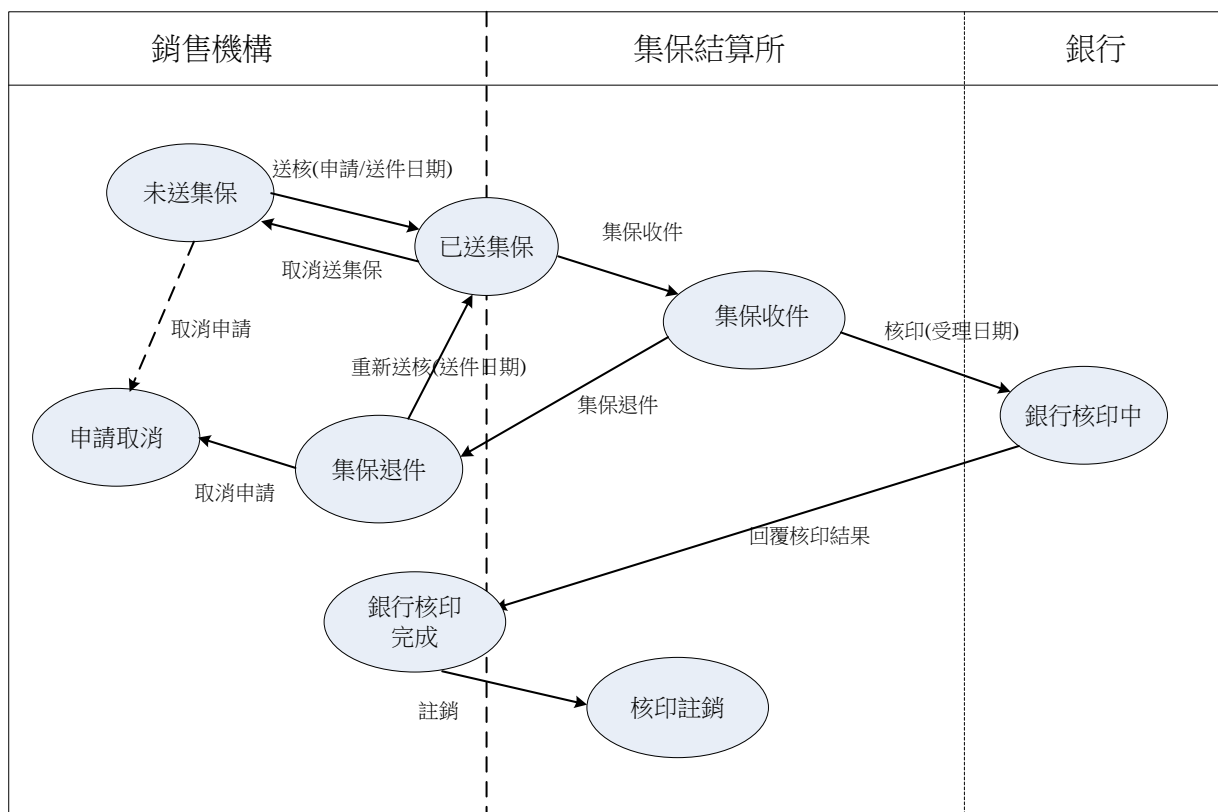 銷售機構
集保結算所
銀行
送核(申請/送件日期)
未送集保
已送集保
集保收件
取消送集保
集保收件
取消申請
核印(受理日期)
重新送核(送件日期)
集保退件
銀行核印中
申請取消
集保退件
取消申請
回覆核印結果
銀行核印
完成
註銷
核印註銷